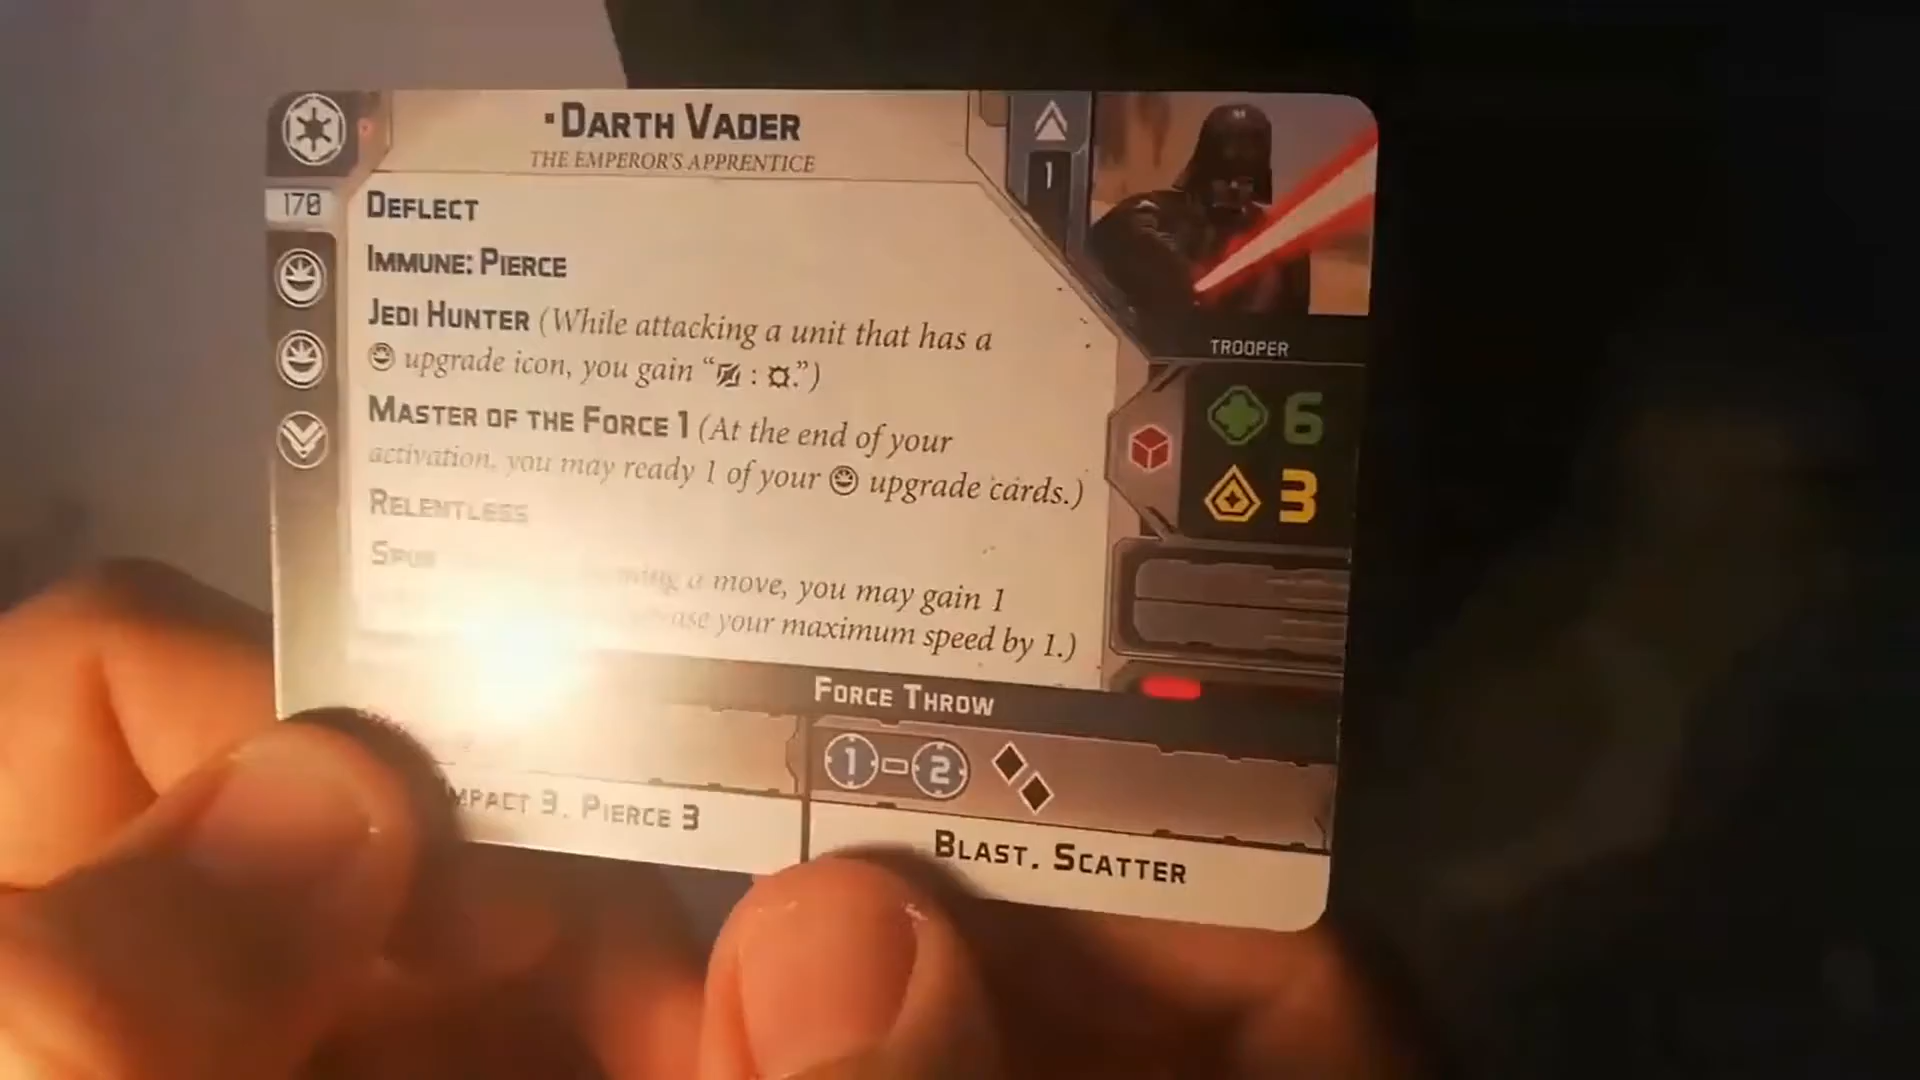 ▪DARTH VADER
THE EMPEROR'S APPRENTICE
1
170
DEFLECT
IMMUNE: PIERCE
JEDI HUNTER (While attacking a unit that has a
upgrade icon, you gain “ : .”)
MASTER OF THE FORCE 1 (At the end of your
activation, you may ready 1 of your upgrade cards.)
RELENTLESS
a move, you may gain 1
your maximum speed by 1.)
TROOPER
6
3
FORCE THROW
1 - 2
IMPACT 3, PIERCE 3
BLAST, SCATTER